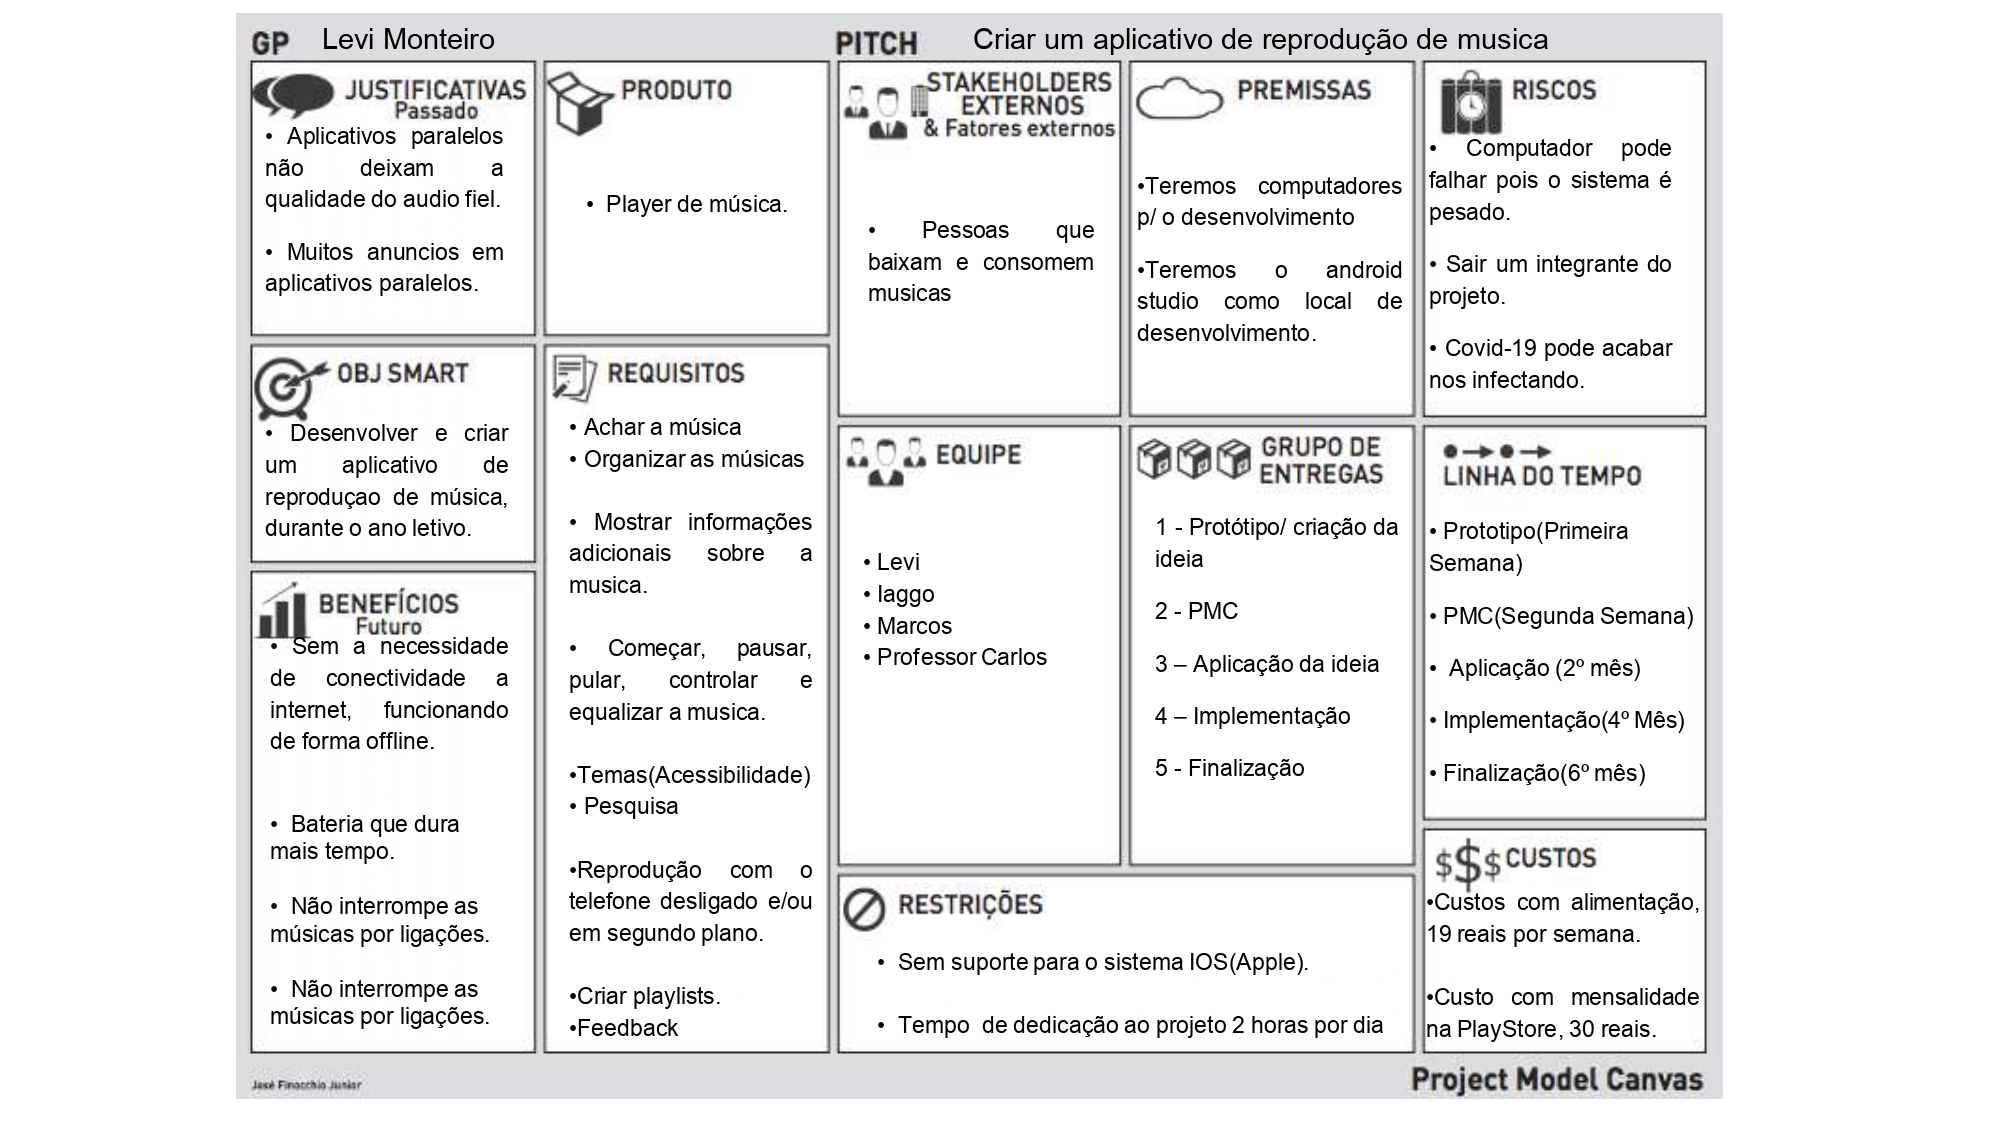 GP Levi Monteiro
PITCH Criar um aplicativo de reprodução de musica
JUSTIFICATIVAS
Passado
• Aplicativos paralelos
não deixam a
qualidade do audio fiel.
• Muitos anuncios em
aplicativos paralelos.
PRODUTO
• Player de música.
STAKEHOLDERS
EXTERNOS
& Fatores externos
• Pessoas que
baixam e consomem
musicas
PREMISSAS
•Teremos computadores
p/ o desenvolvimento
•Teremos o android
studio como local de
desenvolvimento.
RISCOS
• Computador pode
falhar pois o sistema é
pesado.
• Sair um integrante do
projeto.
• Covid-19 pode acabar
nos infectando.
OBJ SMART
• Desenvolver e criar
um aplicativo de
reproduçao de música,
durante o ano letivo.
REQUISITOS
• Achar a música
• Organizar as músicas
• Mostrar informações
adicionais sobre a
musica.
• Começar, pausar,
pular, controlar e
equalizar a musica.
•Temas(Acessibilidade)
• Pesquisa
•Reprodução com o
telefone desligado e/ou
em segundo plano.
•Criar playlists.
•Feedback
EQUIPE
• Levi
• Iaggo
• Marcos
• Professor Carlos
GRUPO DE
ENTREGAS
1 - Protótipo/ criação da
ideia
2 - PMC
3 – Aplicação da ideia
4 – Implementação
5 - Finalização
LINHA DO TEMPO
• Prototipo(Primeira
Semana)
• PMC(Segunda Semana)
• Aplicação (2º mês)
• Implementação(4º Mês)
• Finalização(6º mês)
BENEFÍCIOS
Futuro
• Sem a necessidade
de conectividade a
internet, funcionando
de forma offline.
• Bateria que dura
mais tempo.
• Não interrompe as
músicas por ligações.
• Não interrompe as
músicas por ligações.
RESTRIÇÕES
• Sem suporte para o sistema IOS(Apple).
• Tempo de dedicação ao projeto 2 horas por dia
$$$ CUSTOS
•Custos com alimentação,
19 reais por semana.
•Custo com mensalidade
na PlayStore, 30 reais.
José Finocchio Junior
Project Model Canvas